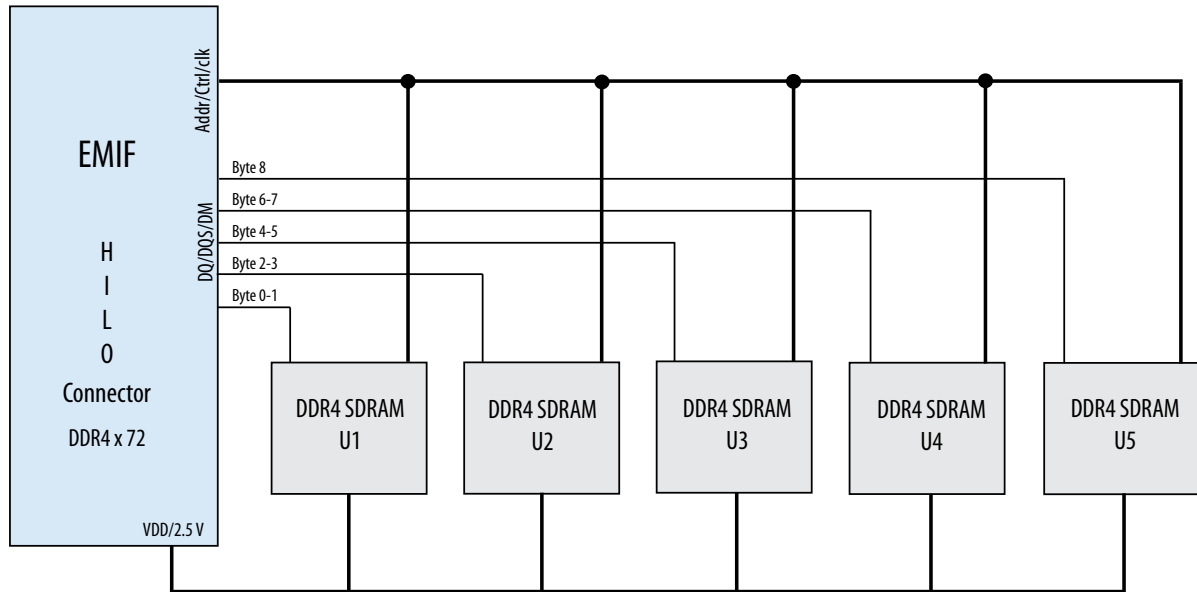 Addr/Ctrl/clk
EMIF
Byte 8
Byte 6-7
Byte 4-5
Byte 2-3
Byte 0-1
DQ/DQS/DM
H
I
L
O
Connector
DDR4 x 72
VDD/2.5 V
DDR4 SDRAM
U1
DDR4 SDRAM
U2
DDR4 SDRAM
U3
DDR4 SDRAM
U4
DDR4 SDRAM
U5